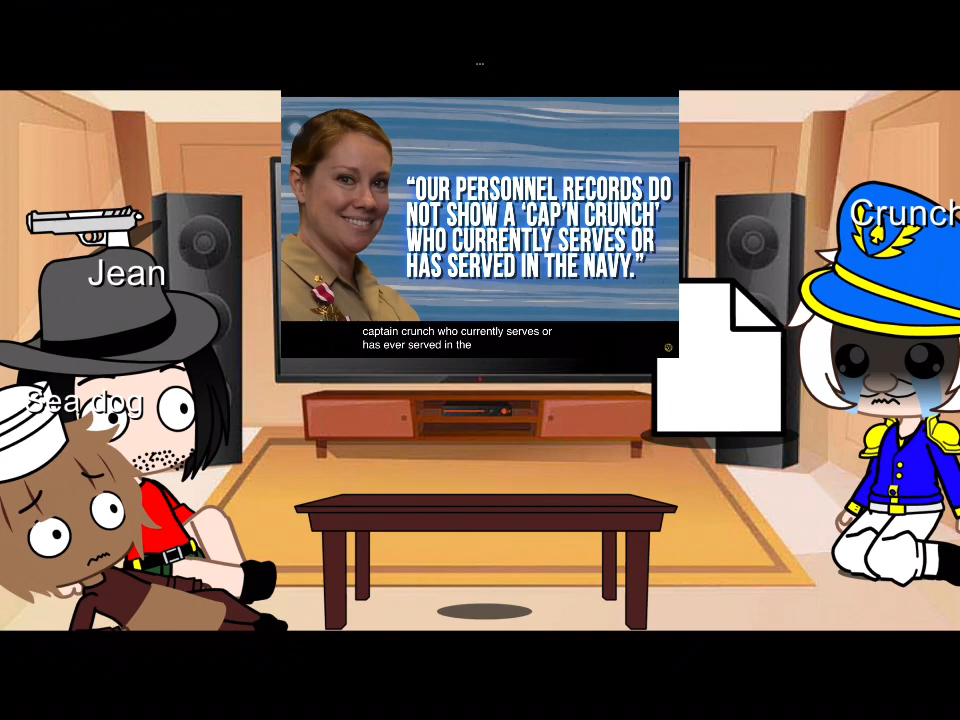 ...
“OUR PERSONNEL RECORDS DO
NOT SHOW A ‘CAP’N CRUNCH’
WHO CURRENTLY SERVES OR
HAS SERVED IN THE NAVY.”
captain crunch who currently serves or
has ever served in the
Crunch
Jean
Sea dog